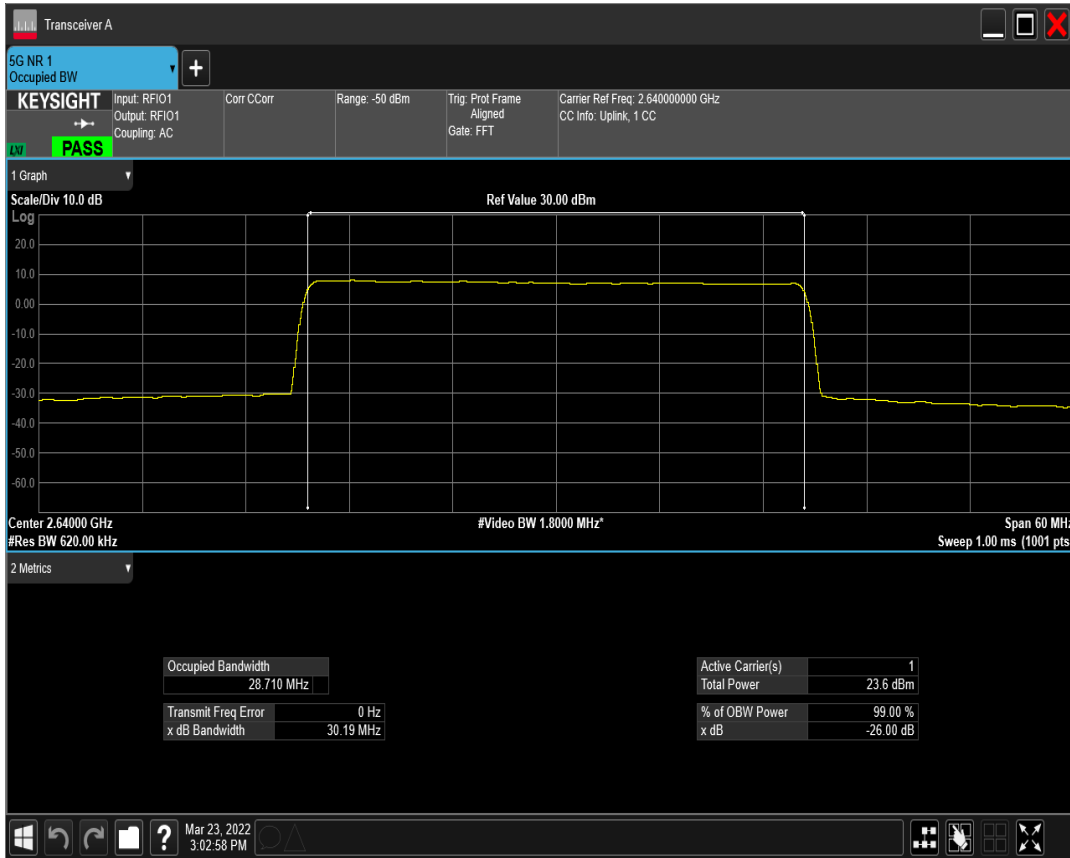 Transceiver A
5G NR 1
Occupied BW
KEYSIGHT
LXI
PASS
Input: RFIO1
Output: RFIO1
Coupling: AC
Corr CCorr
Range: -50 dBm
Trig: Prot Frame
Aligned
Gate: FFT
Carrier Ref Freq: 2.640000000 GHz
CC Info: Uplink, 1 CC
1 Graph
Scale/Div 10.0 dB
Ref Value 30.00 dBm
Log
20.0
10.0
0.00
-10.0
-20.0
-30.0
-40.0
-50.0
-60.0
Center 2.64000 GHz
#Video BW 1.8000 MHz*
Span 60 MHz
#Res BW 620.00 kHz
Sweep 1.00 ms (1001 pts
2 Metrics
Occupied Bandwidth
28.710 MHz
Transmit Freq Error 0 Hz
x dB Bandwidth 30.19 MHz
Active Carrier(s) 1
Total Power 23.6 dBm
% of OBW Power 99.00 %
x dB -26.00 dB
?
Mar 23, 2022
3:02:58 PM